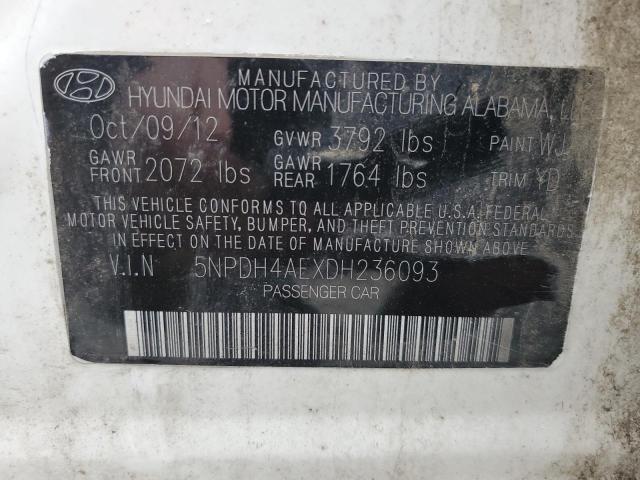 MANUFACTURED BY
HYUNDAI MOTOR MANUFACTURING ALABAMA,
Oct/09/12 GVWR 3792 lbs PAINT WJ
GAWR FRONT 2072 lbs GAWR REAR 1764 lbs TRIM YD
THIS VEHICLE CONFORMS TO ALL APPLICABLE U.S.A. FEDERAL
MOTOR VEHICLE SAFETY, BUMPER, AND THEFT PREVENTION STANDARDS
IN EFFECT ON THE DATE OF MANUFACTURE SHOWN ABOVE.
V.I.N 5NPDH4AEXDH236093
PASSENGER CAR